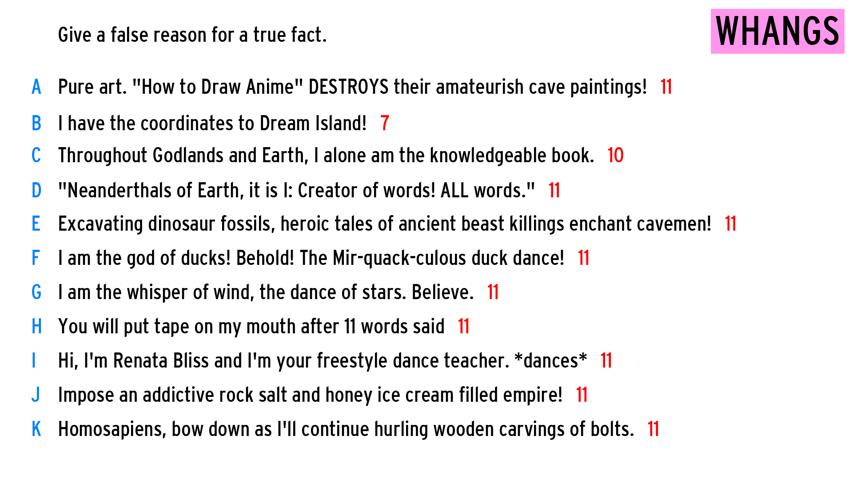 Give a false reason for a true fact.
WHANGS
A Pure art. "How to Draw Anime" DESTROYS their amateurish cave paintings! 11
B I have the coordinates to Dream Island! 7
C Throughout Godlands and Earth, I alone am the knowledgeable book. 10
D "Neanderthals of Earth, it is I: Creator of words! ALL words." 11
E Excavating dinosaur fossils, heroic tales of ancient beast killings enchant cavemen! 11
F I am the god of ducks! Behold! The Mir-quack-culous duck dance! 11
G I am the whisper of wind, the dance of stars. Believe. 11
H You will put tape on my mouth after 11 words said 11
I Hi, I'm Renata Bliss and I'm your freestyle dance teacher. *dances* 11
J Impose an addictive rock salt and honey ice cream filled empire! 11
K Homosapiens, bow down as I'll continue hurling wooden carvings of bolts. 11